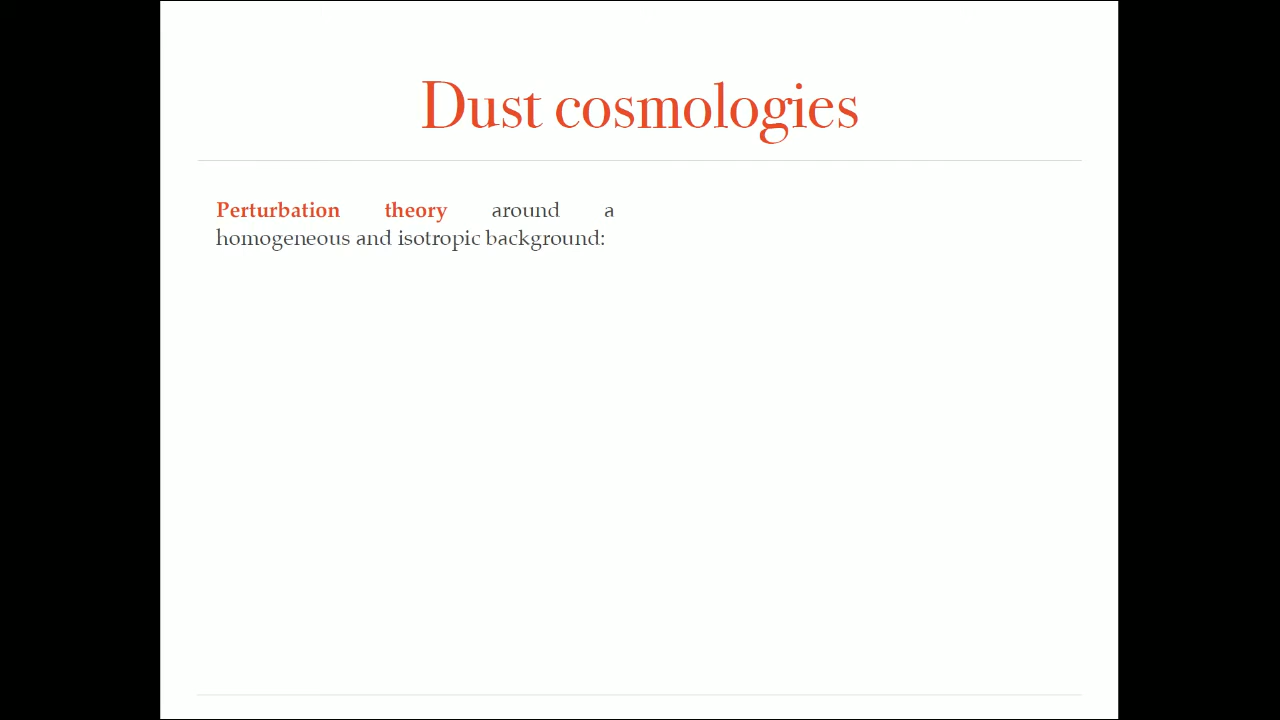 Dust cosmologies
Perturbation theory around a
homogeneous and isotropic background: